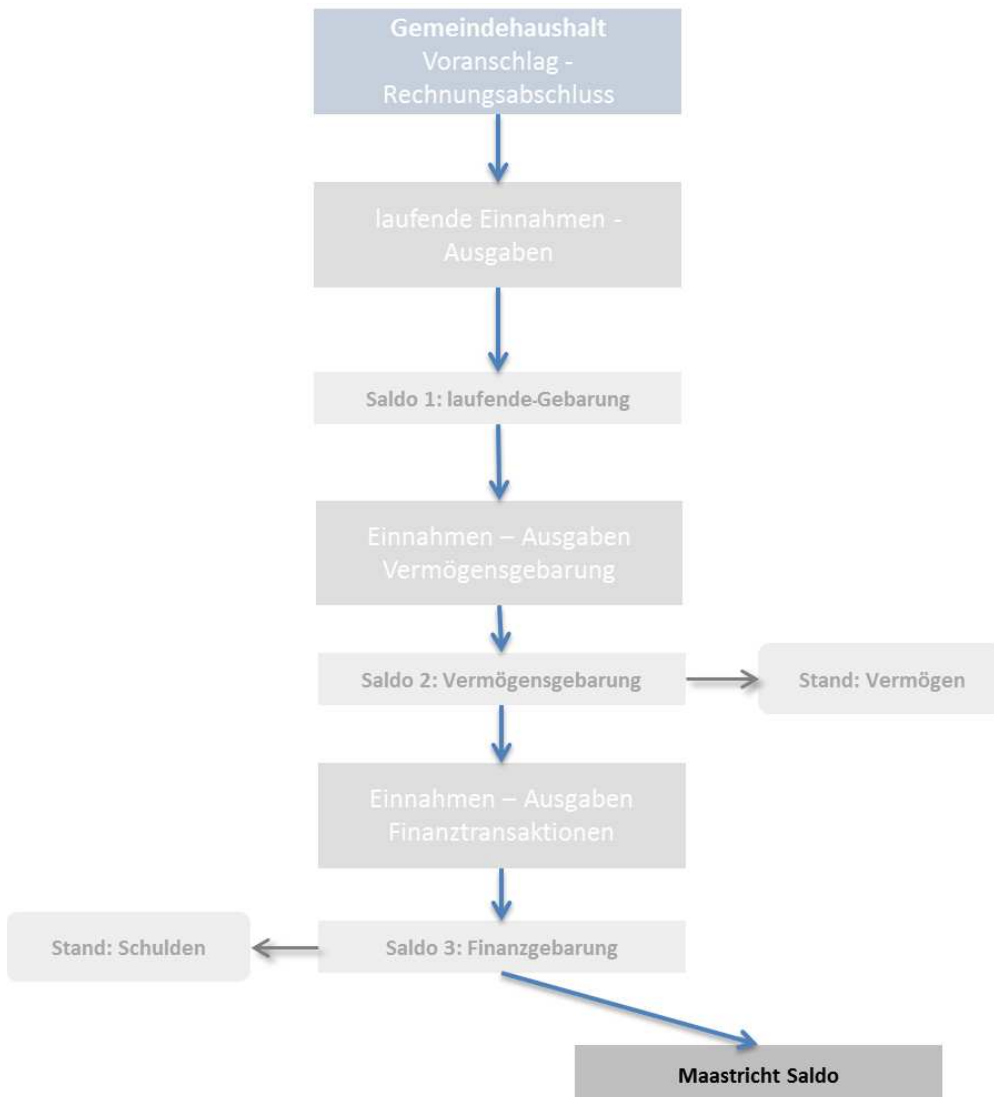 Gemeindehaushalt
Voranschlag -
Rechnungsabschluss
laufende Einnahmen -
Ausgaben
Saldo 1: laufende-Gebarung
Einnahmen – Ausgaben
Vermögensgebarung
Saldo 2: Vermögensgebarung
Stand: Vermögen
Einnahmen – Ausgaben
Finanztransaktionen
Stand: Schulden
Saldo 3: Finanzgebarung
Maastricht Saldo